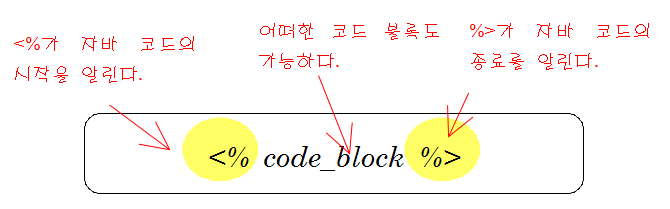 <%가 자바 코드의
시작을 알린다.
어떠한 코드 블록도
가능하다.
%>가 자바 코드의
종료를 알린다.
<% code_block %>